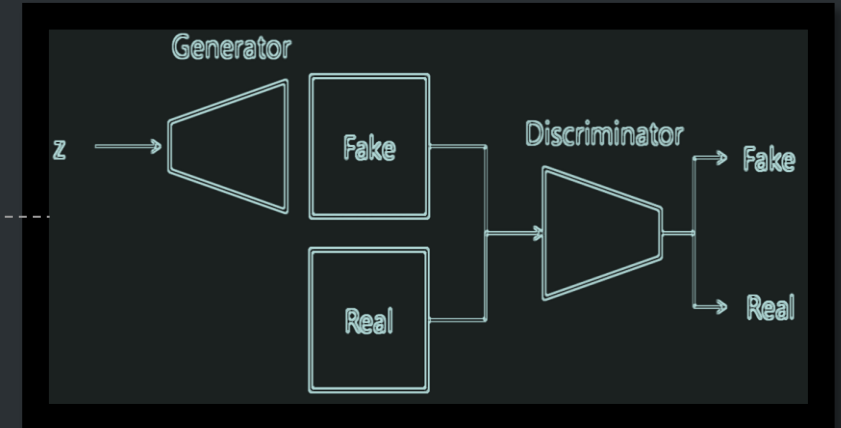 Generator
z
Fake
Discriminator
Fake
Real
Real